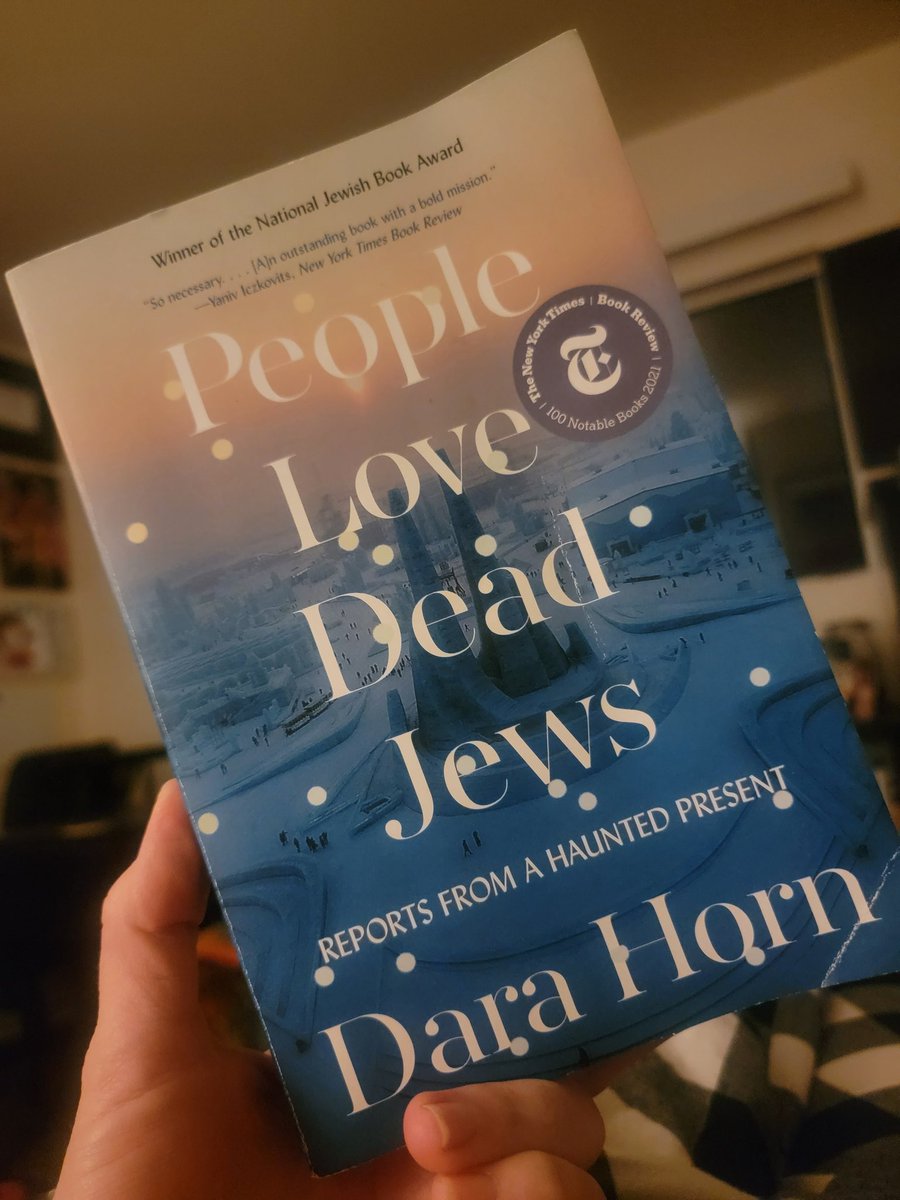 Winner of the National Jewish Book Award
“So necessary. . . . [A]n outstanding book with a bold mission.”
—Yaniv Iczkovits, New York Times Book Review
People
The New York Times | Book Review
| 100 Notable Books 2021 |
Love
Dead
Jews
REPORTS FROM A HAUNTED PRESENT
Dara Horn